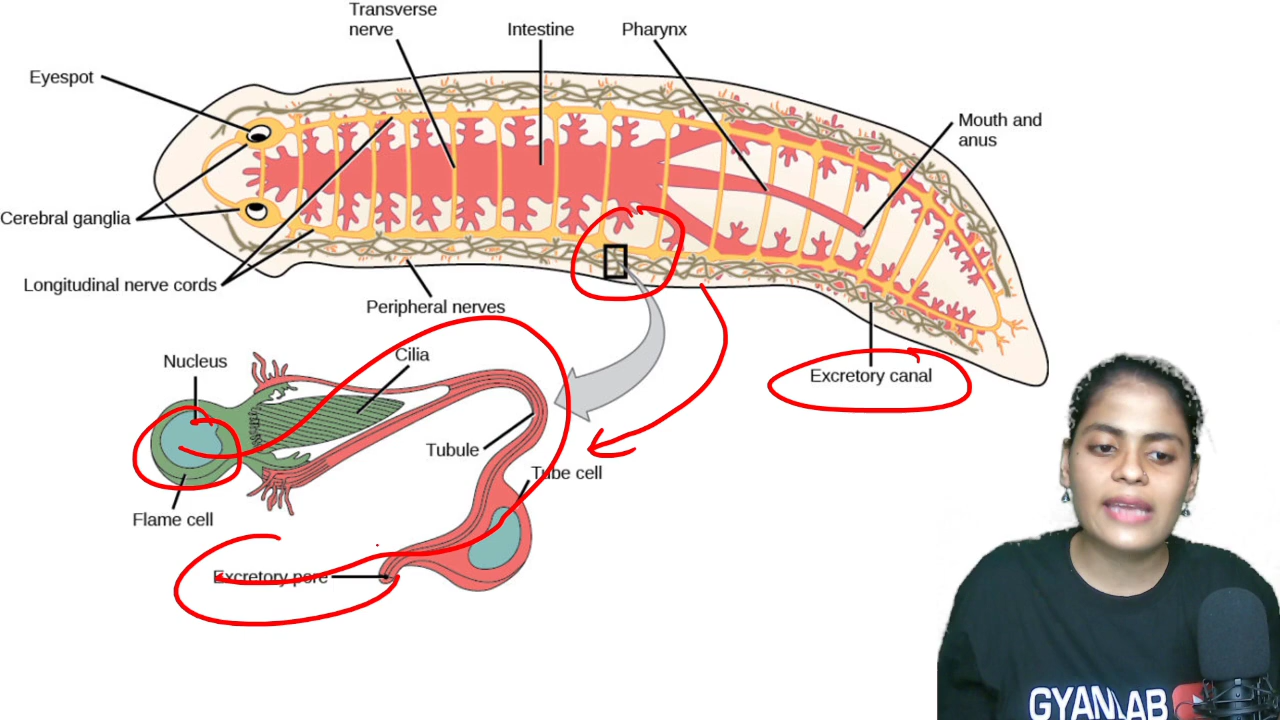 Transverse
nerve
Intestine
Pharynx
Eyespot
Mouth and
anus
Cerebral ganglia
Longitudinal nerve cords
Peripheral nerves
Nucleus
Cilia
Excretory canal
Tubule
Tube cell
Flame cell
Excretory pore
GYANLAB